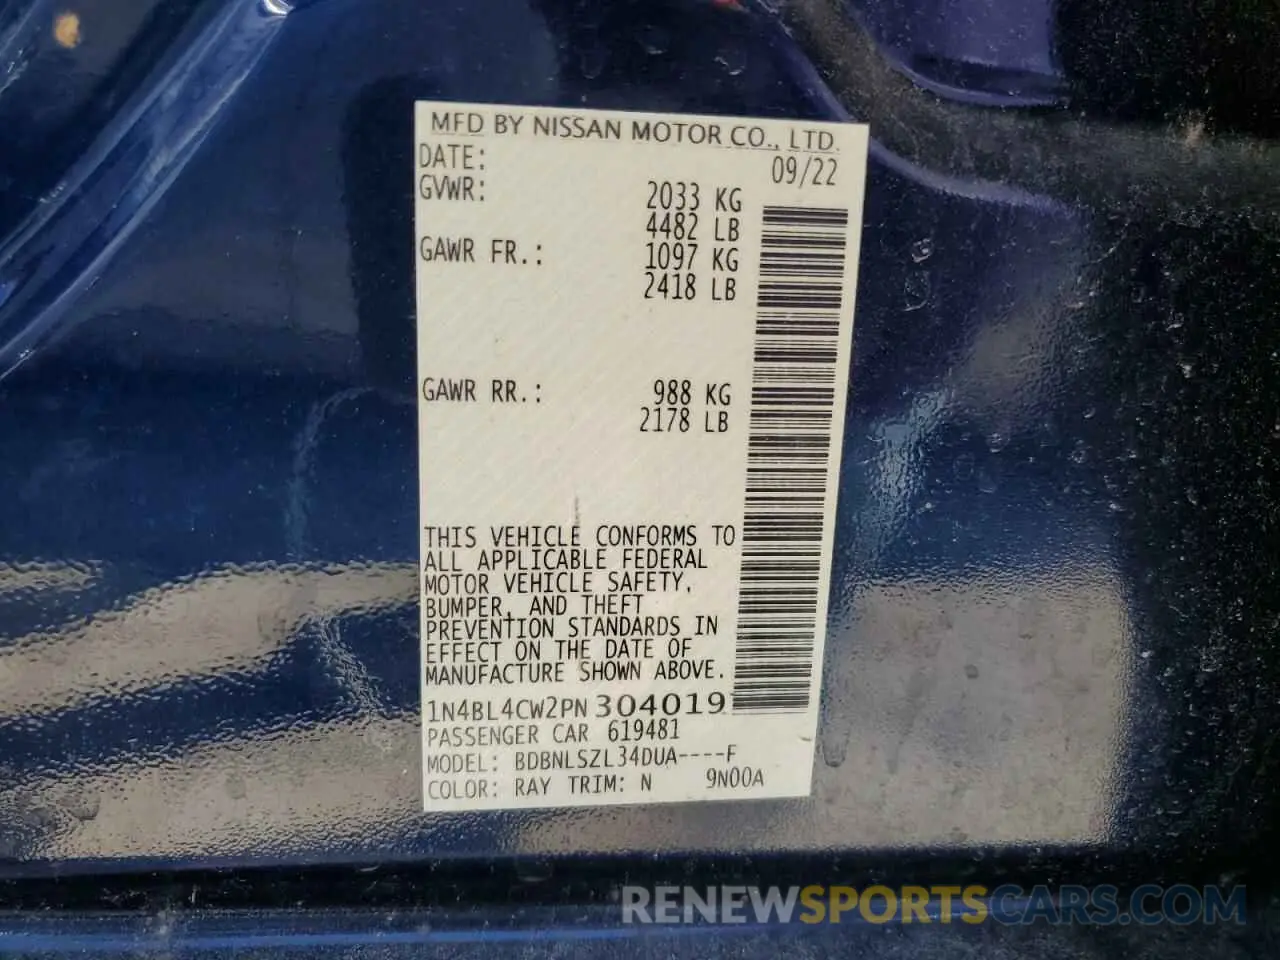 MFD BY NISSAN MOTOR CO., LTD.
DATE: 09/22
GVWR: 2033 KG
4482 LB
GAWR FR.: 1097 KG
2418 LB
GAWR RR.: 988 KG
2178 LB
THIS VEHICLE CONFORMS TO
ALL APPLICABLE FEDERAL
MOTOR VEHICLE SAFETY,
BUMPER, AND THEFT
PREVENTION STANDARDS IN
EFFECT ON THE DATE OF
MANUFACTURE SHOWN ABOVE.
1N4BL4CW2PN304019
PASSENGER CAR 619481
MODEL: BDBNLSZL34DUA----F
COLOR: RAY TRIM: N 9N00A
RENEWSPORTSCARS.COM